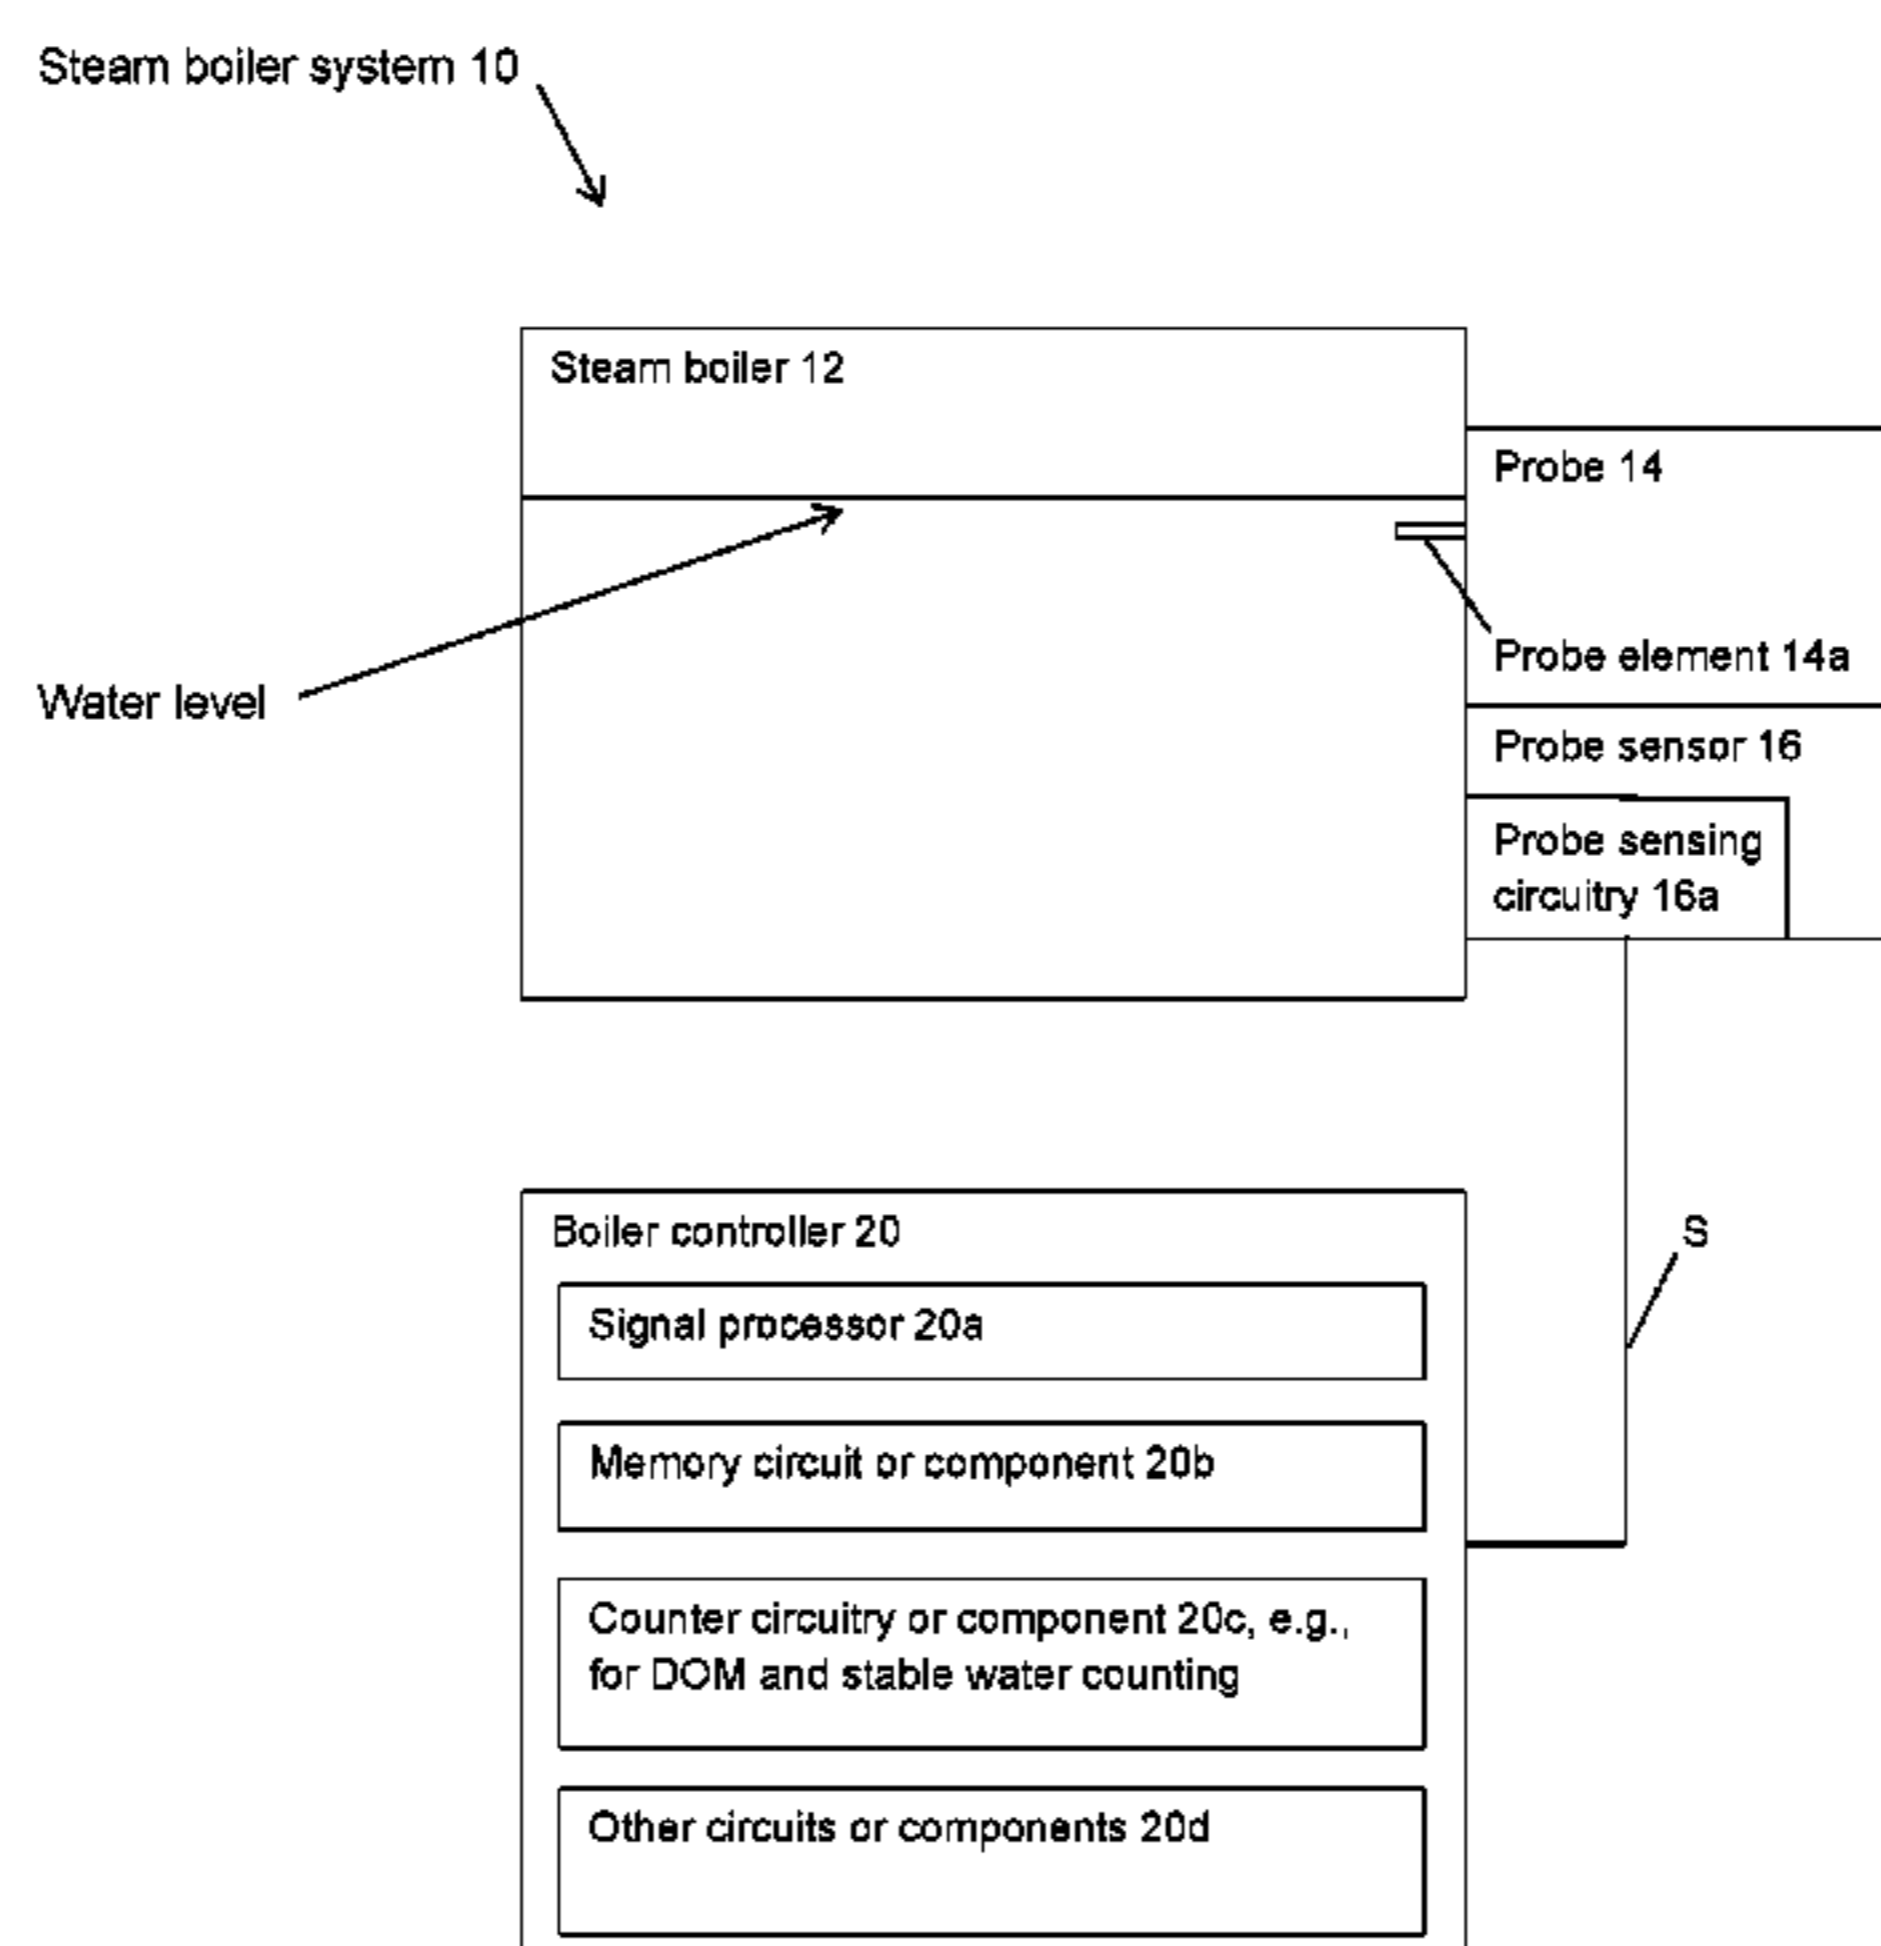 Steam boiler system 10
Steam boiler 12
Probe 14
Probe element 14a
Water level
Probe sensor 16
Probe sensing
circuitry 16a
Boiler controller 20
S
Signal processor 20a
Memory circuit or component 20b
Counter circuitry or component 20c, e.g.,
for DOM and stable water counting
Other circuits or components 20d